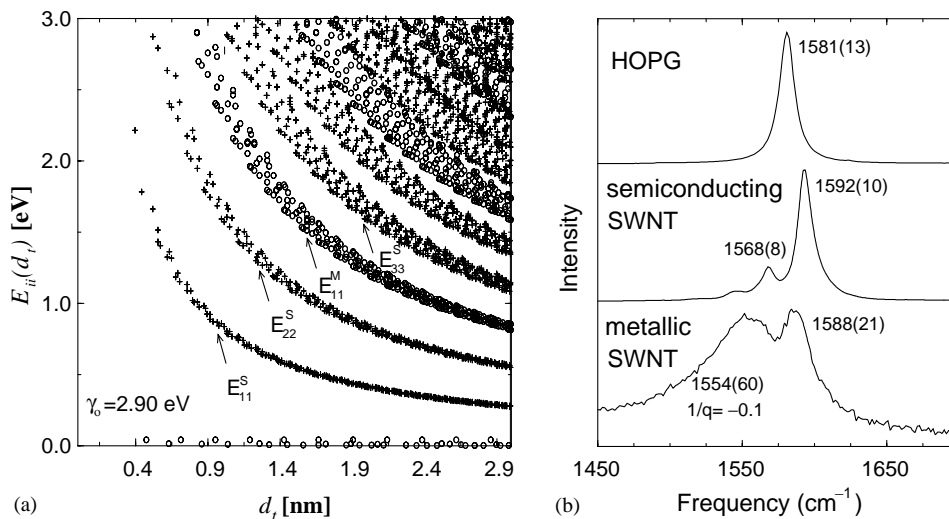 3.0
2.0
1.0
0.0
E_ii(d_t) [eV]
E^S_33
E^M_11
E^S_22
E^S_11
γ_o=2.90 eV
0.4 0.9 1.4 1.9 2.4 2.9
d_t [nm]
(a)
HOPG
1581(13)
semiconducting
SWNT
1592(10)
1568(8)
metallic
SWNT
1588(21)
1554(60)
1/q= −0.1
Intensity
1450 1550 1650
Frequency (cm⁻¹)
(b)